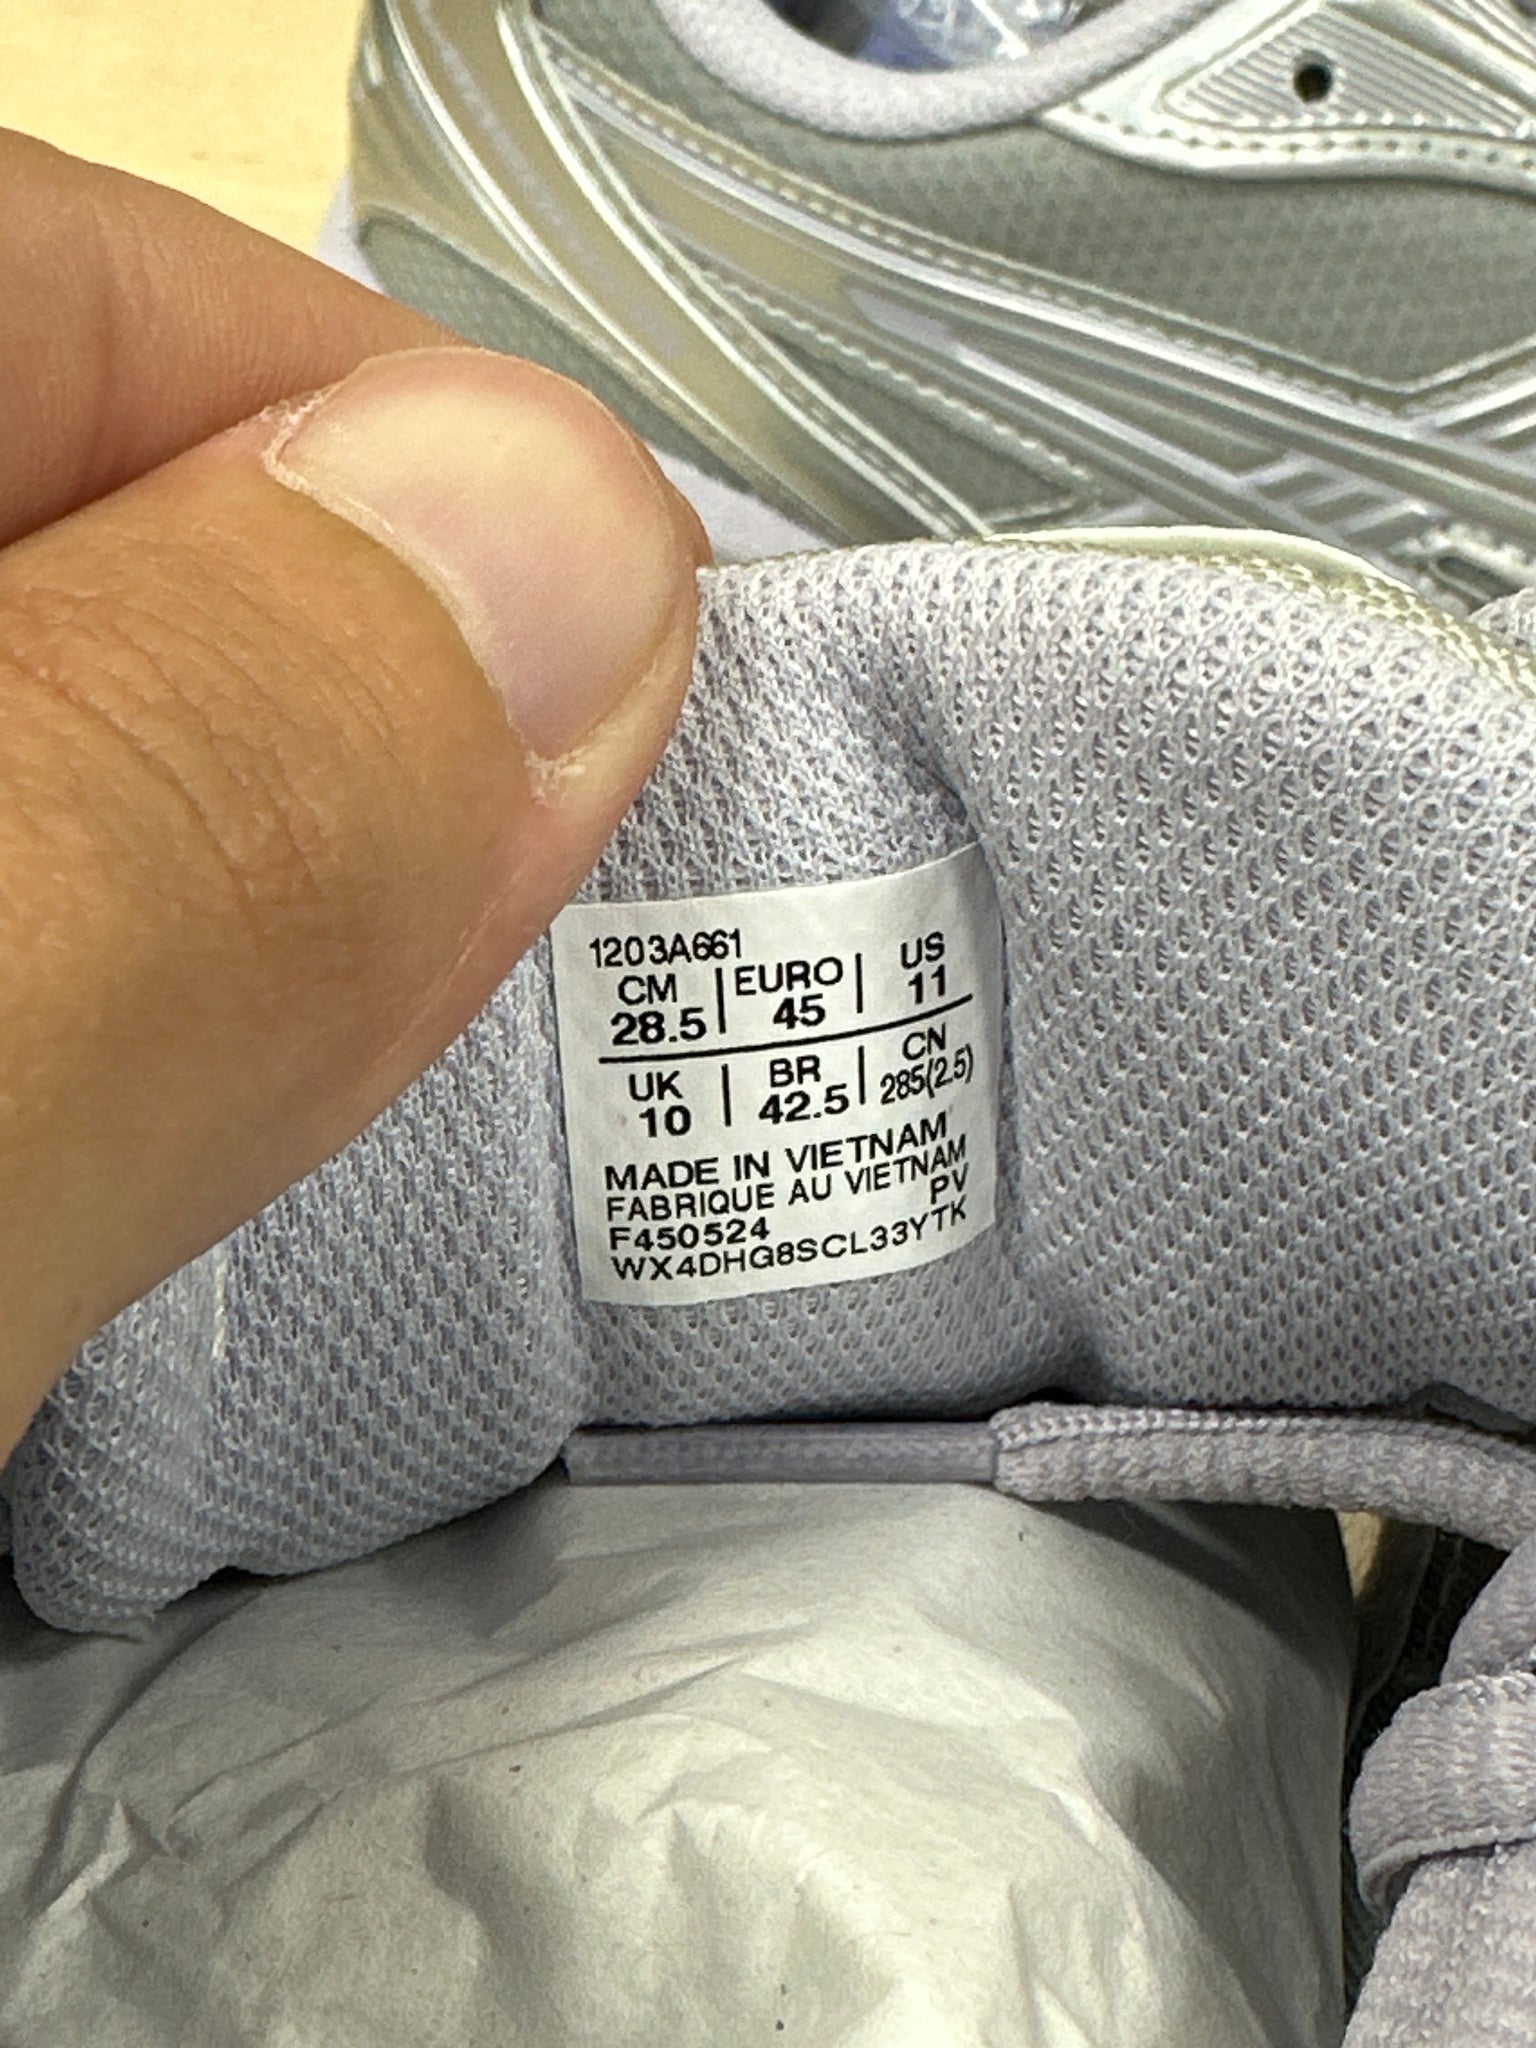 1203A661
CM | EURO | US
28.5 | 45 | 11
UK | BR | CN
10 | 42.5 | 285(2.5)
MADE IN VIETNAM
FABRIQUE AU VIETNAM
F450524 PV
WX4DHG8SCL33YTK